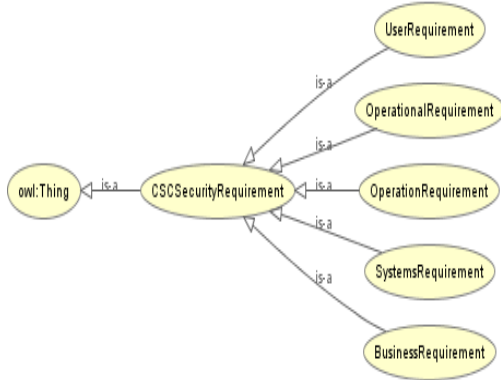 UserRequirement
is-a
OperationalRequirement
is-a
owl:Thing
is-a
CSCSecurityRequirement
is-a
OperationRequirement
is-a
SystemsRequirement
is-a
BusinessRequirement